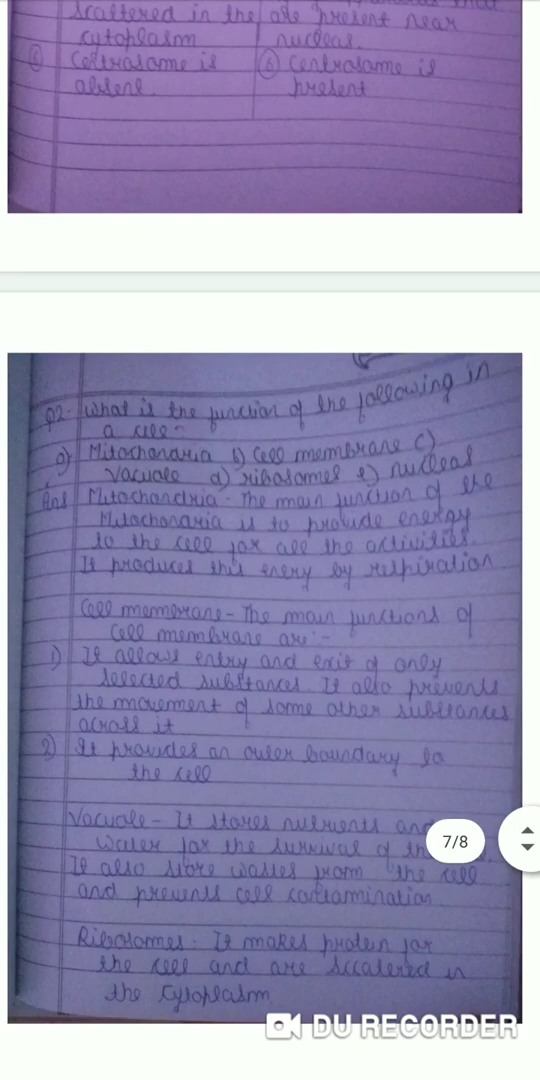 scattered in the | are present near
cytoplasm | nucleas.
⑥ Centrasome is | ⑥ Centrosome is
absent. | present
Q2- What is the function of the following in
a cell-
a) Mitochondria b) cell membrane c)
Vacuole d) ribosomes e) nucleas
Ans Mitochondria - The main function of the
Mitochondria is to provide energy
to the cell for all the activities.
It produces this enery by respiration
Cell membrane - The main functions of
cell membrane are :-
1) It allows entry and exit of only
selected substances. It also prevents
the movement of some other substances
across it
2) It provides an outer boundary to
the cell
Vacuole - It stores nutrients and
water for the survival of
It also store wastes from the cell
and prevents cell contamination
Ribosomes - It makes protein for
the cell and are sccatered in
the cytoplasm
7/8
DU RECORDER